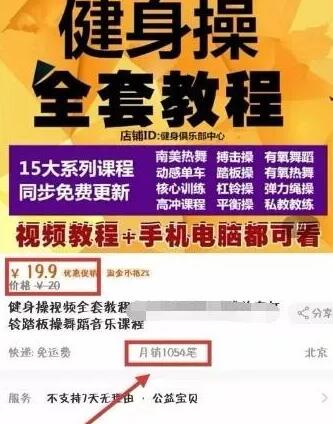 健身操
全套教程
店铺ID:健身俱乐部中心
15大系列课程
同步免费更新
南美热舞 搏击操 有氧舞蹈
动感单车 踏板操 有氧热操
核心训练 杠铃操 弹力绳操
高冲课程 平衡操 私教教练
视频教程+手机电脑都可看
¥ 19.9 优惠促销 淘金币抵2%
价格 ¥ 20
健身操视频全套教程
铃踏板操舞蹈音乐课程
分享
快递: 免运费 月销1054笔 北京
服务 不支持7天无理由 · 公益宝贝